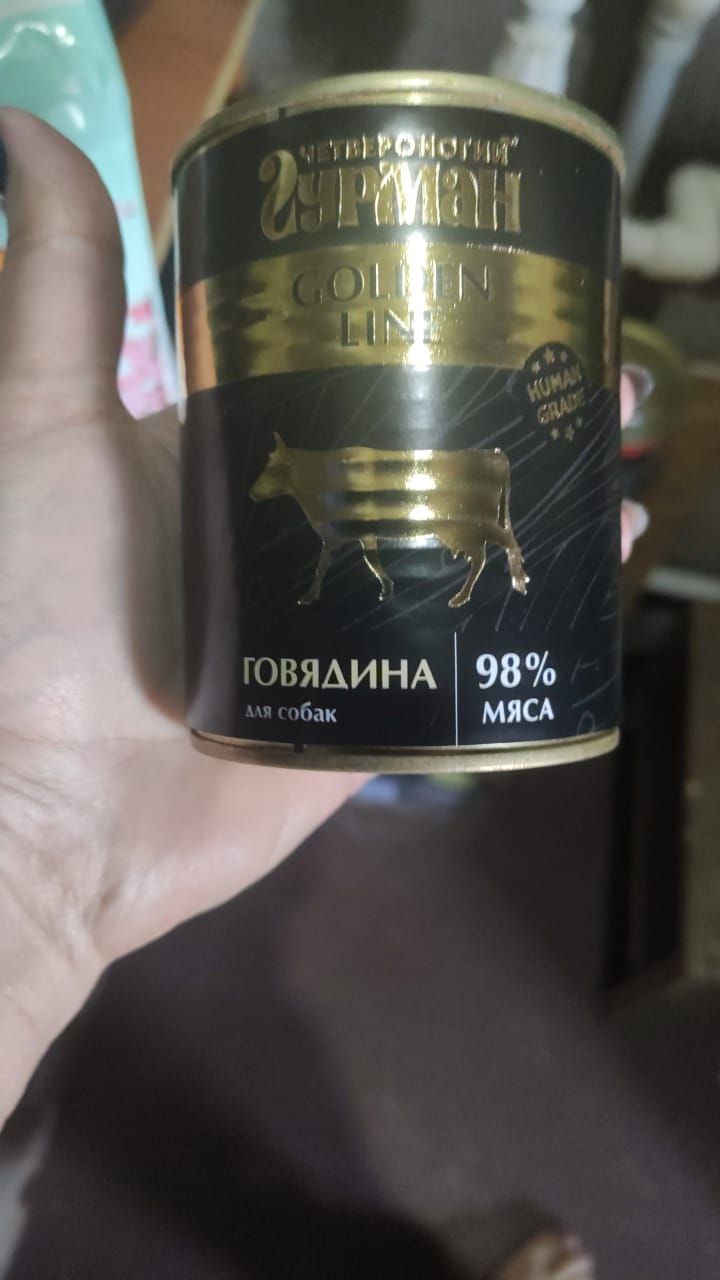 ЧЕТВЕРОНОГИЙ
Гурман
GOLDEN
LINE
HUMAN
GRADE
ГОВЯДИНА
для собак
98%
МЯСА